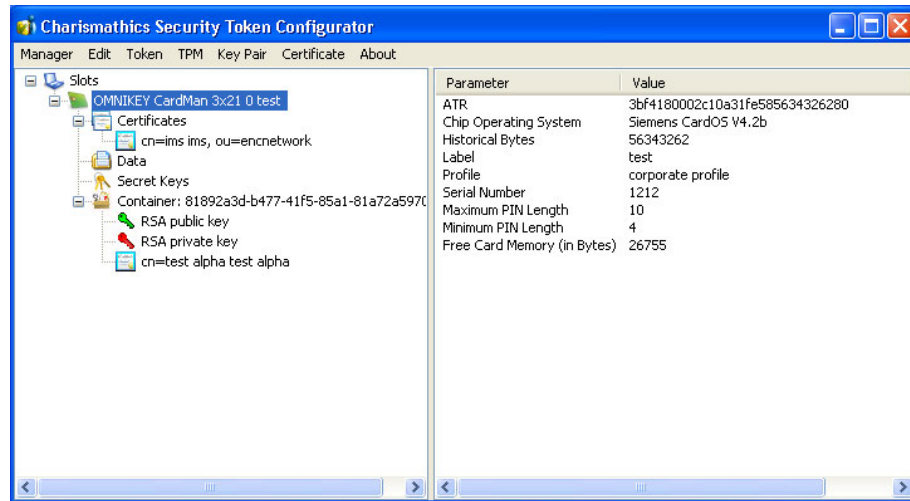 Charismathics Security Token Configurator
Manager Edit Token TPM Key Pair Certificate About
Slots
OMNIKEY CardMan 3x21 0 test
Certificates
cn=ims ims, ou=encnetwork
Data
Secret Keys
Container: 81892a3d-b477-41f5-85a1-81a72a5970
RSA public key
RSA private key
cn=test alpha test alpha
Parameter Value
ATR 3bf4180002c10a31fe585634326280
Chip Operating System Siemens CardOS V4.2b
Historical Bytes 56343262
Label test
Profile corporate profile
Serial Number 1212
Maximum PIN Length 10
Minimum PIN Length 4
Free Card Memory (in Bytes) 26755